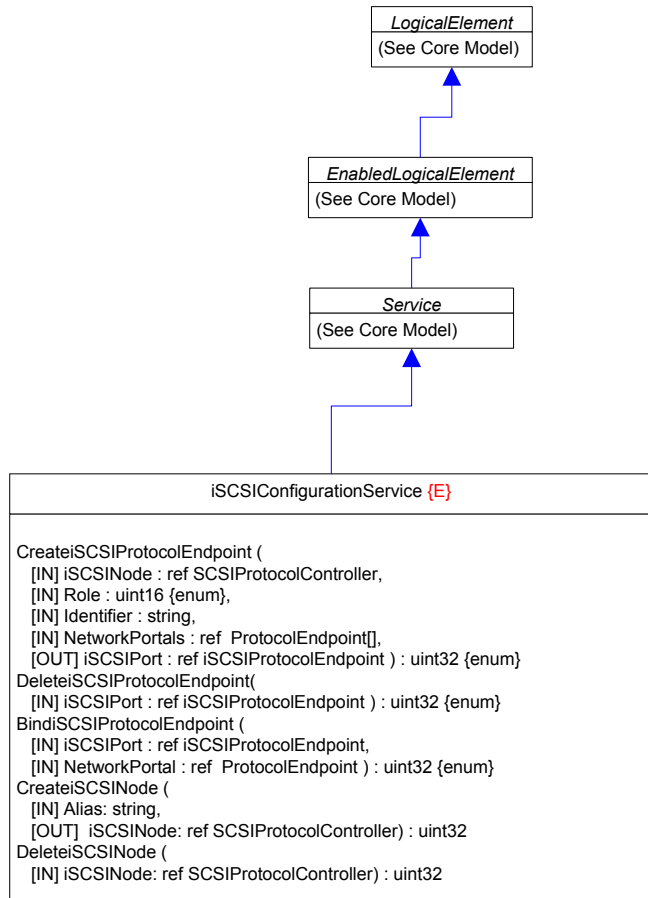 LogicalElement
(See Core Model)
EnabledLogicalElement
(See Core Model)
Service
(See Core Model)
iSCSIConfigurationService {E}
CreateiSCSIProtocolEndpoint (
[IN] iSCSINode : ref SCSIProtocolController,
[IN] Role : uint16 {enum},
[IN] Identifier : string,
[IN] NetworkPortals : ref  ProtocolEndpoint[],
[OUT] iSCSIPort : ref iSCSIProtocolEndpoint ) : uint32 {enum}
DeleteiSCSIProtocolEndpoint(
[IN] iSCSIPort : ref iSCSIProtocolEndpoint ) : uint32 {enum}
BindiSCSIProtocolEndpoint (
[IN] iSCSIPort : ref iSCSIProtocolEndpoint,
[IN] NetworkPortal : ref  ProtocolEndpoint ) : uint32 {enum}
CreateiSCSINode (
[IN] Alias: string,
[OUT]  iSCSINode: ref SCSIProtocolController) : uint32
DeleteiSCSINode (
[IN] iSCSINode: ref SCSIProtocolController) : uint32